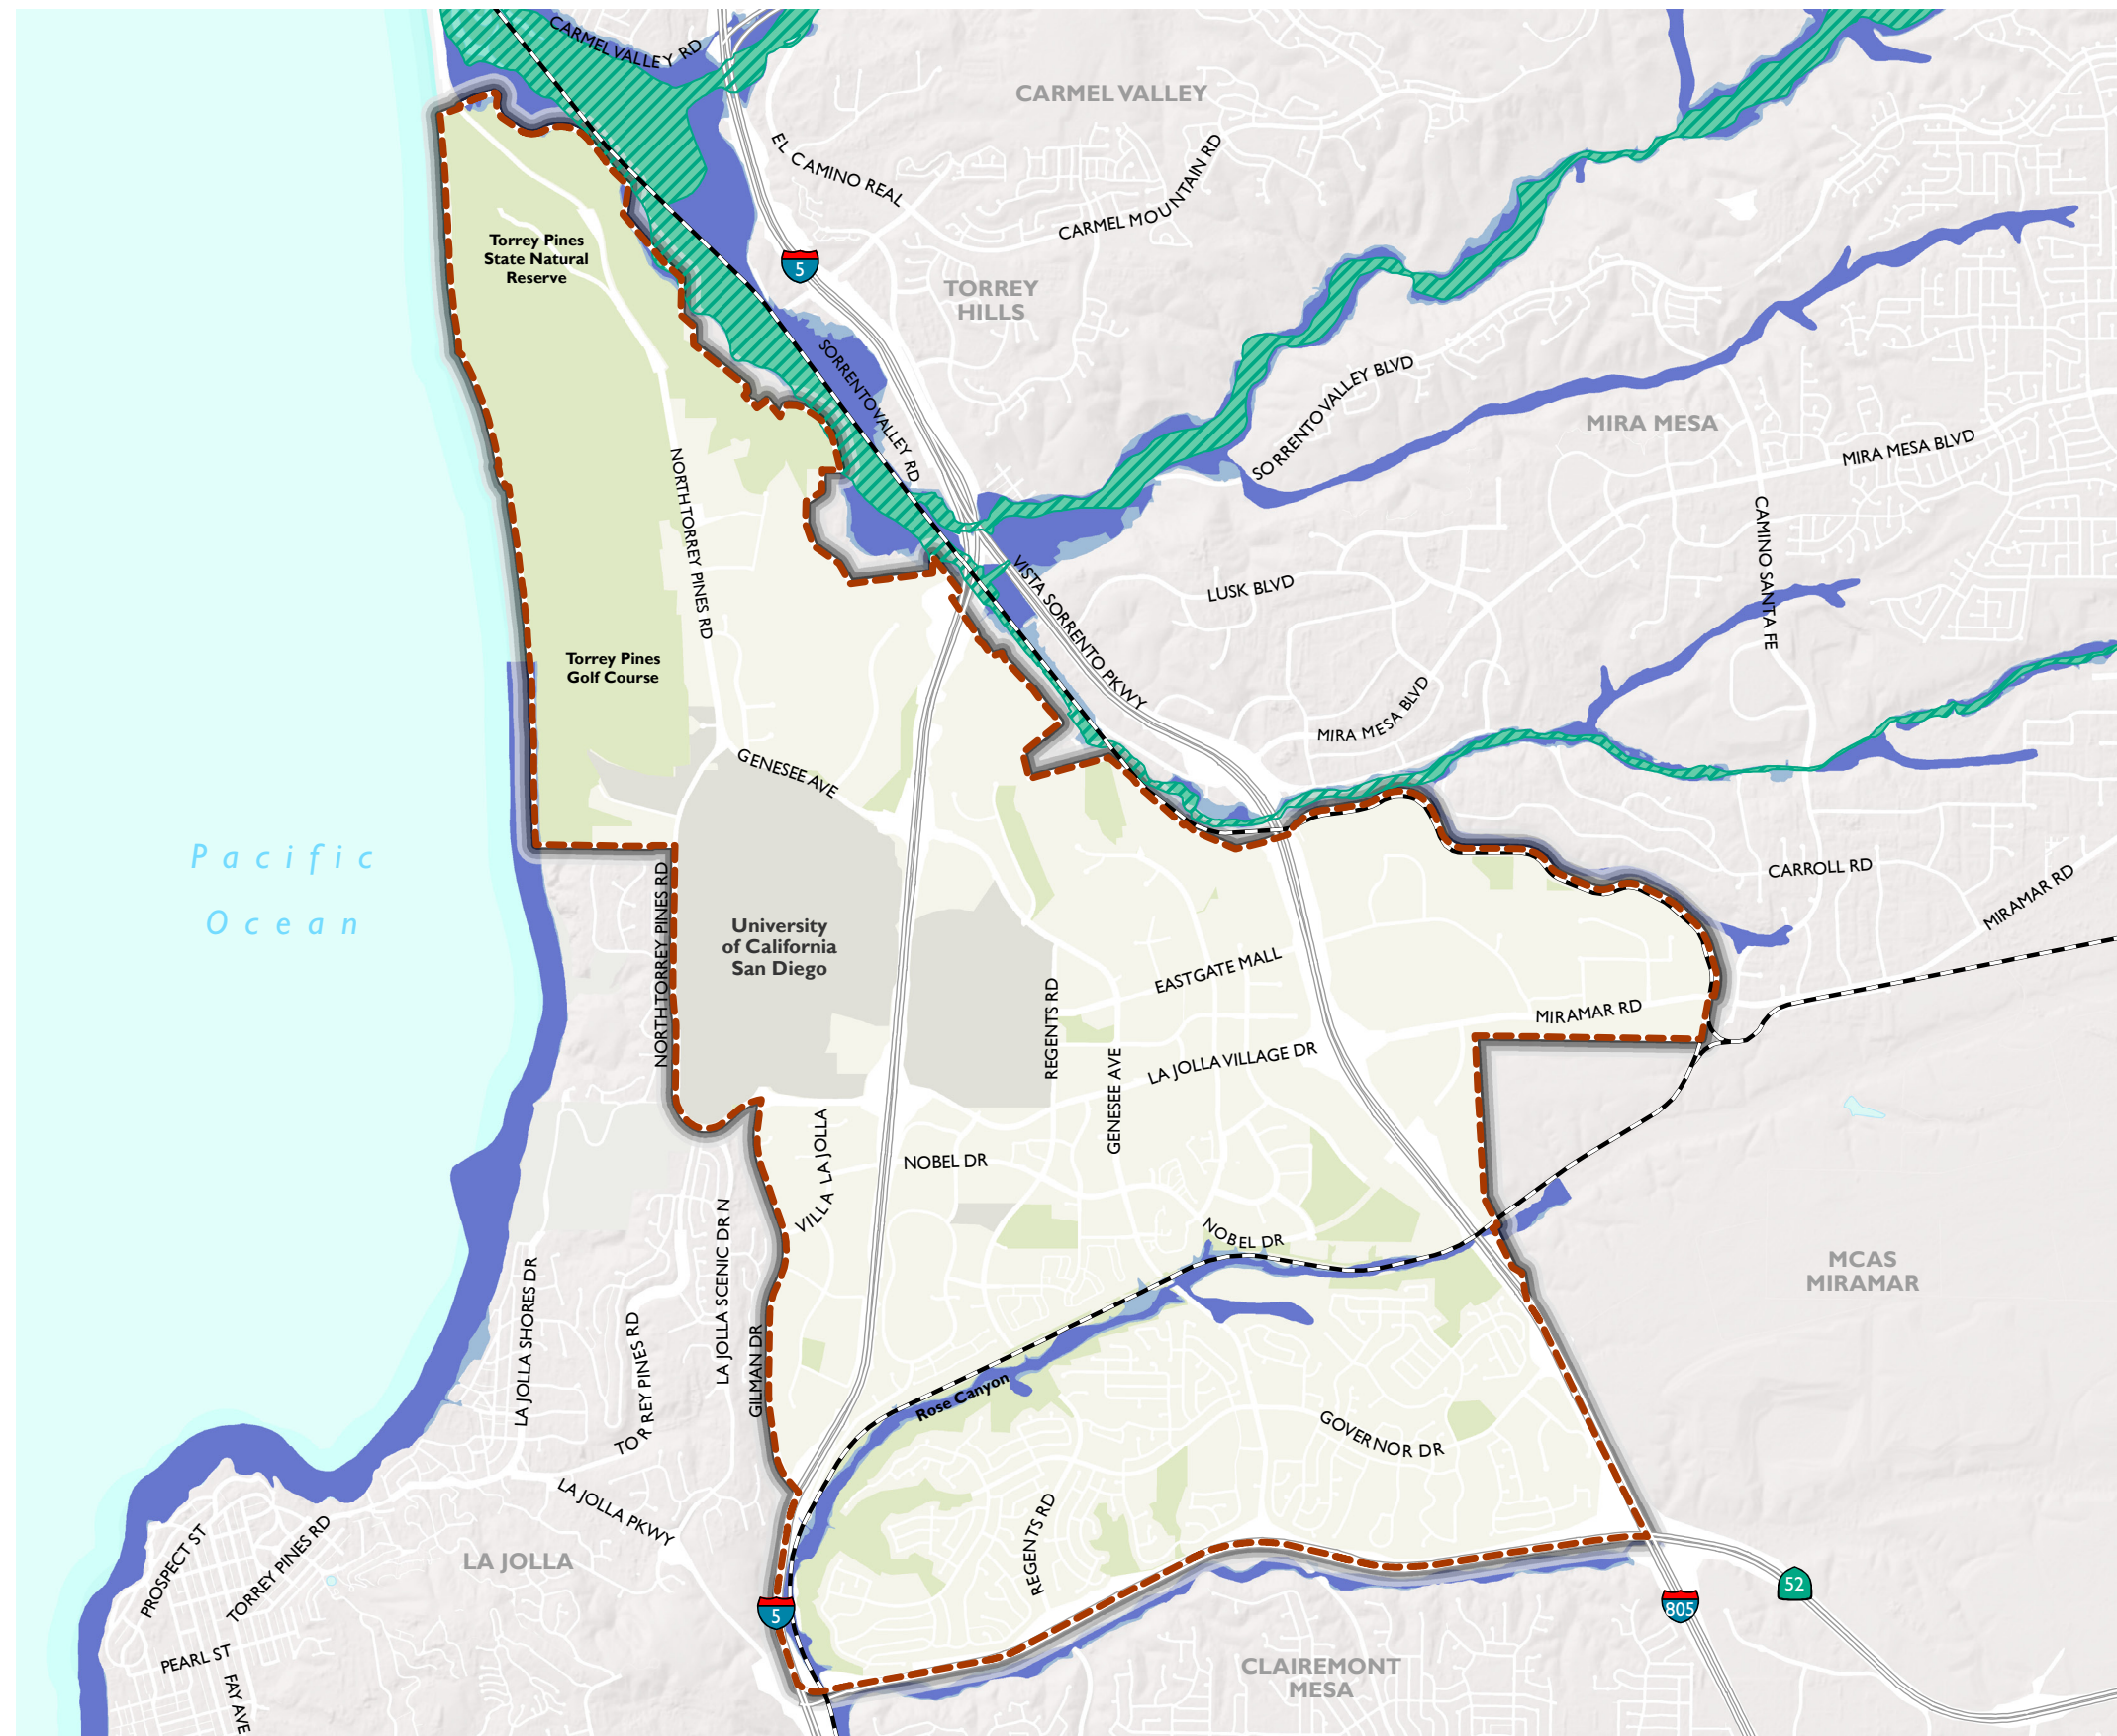 CARMEL VALLEY RD
CARMEL VALLEY
EL CAMINO REAL
CARMEL MOUNTAIN RD
Torrey Pines
State Natural
Reserve
5
TORREY
HILLS
SORRENTO VALLEY RD
SORRENTO VALLEY BLVD
MIRA MESA
MIRA MESA BLVD
NORTH TORREY PINES RD
CAMINO SANTA FE
VISTA SORRENTO PKWY
LUSK BLVD
Torrey Pines
Golf Course
MIRA MESA BLVD
GENESEE AVE
Pacific
Ocean
CARROLL RD
MIRAMAR RD
NORTH TORREY PINES RD
University
of California
San Diego
EASTGATE MALL
REGENTS RD
MIRAMAR RD
GENESEE AVE
LA JOLLA VILLAGE DR
VILLA LA JOLLA
NOBEL DR
NOBEL DR
LA JOLLA SCENIC DR N
LA JOLLA SHORES DR
MCAS
MIRAMAR
TORREY PINES RD
GILMAN DR
Rose Canyon
GOVERNOR DR
LA JOLLA PKWY
REGENTS RD
PROSPECT ST
TORREY PINES RD
LA JOLLA
5
52
805
PEARL ST
FAY AVE
CLAIREMONT
MESA